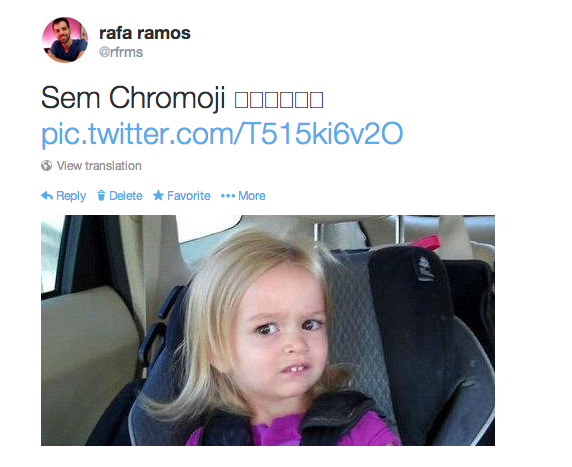 rafa ramos
@rfrms
Sem Chromoji □□□□□□
pic.twitter.com/T515ki6v2O
View translation
Reply Delete Favorite More